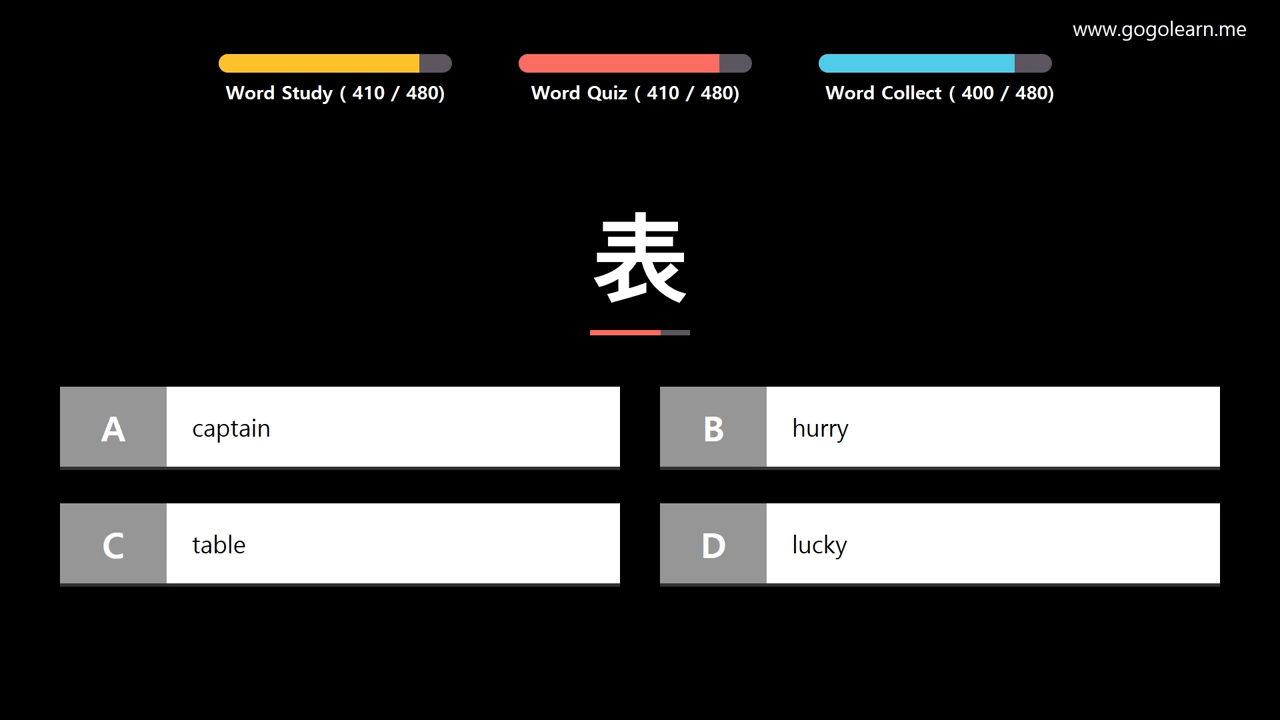 www.gogolearn.me
Word Study ( 410 / 480)
Word Quiz ( 410 / 480)
Word Collect ( 400 / 480)
表
A captain
B hurry
C table
D lucky